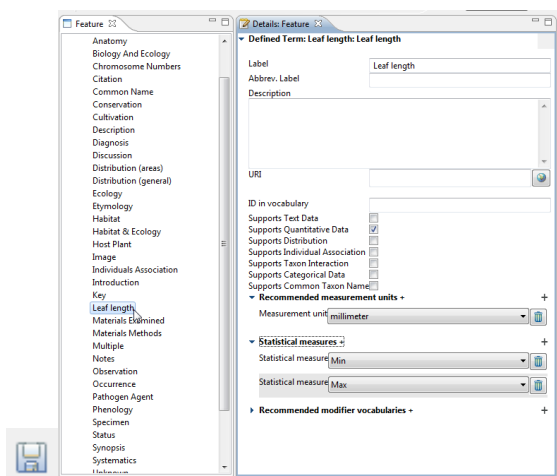 Feature
Anatomy
Biology And Ecology
Chromosome Numbers
Citation
Common Name
Conservation
Cultivation
Description
Diagnosis
Discussion
Distribution (areas)
Distribution (general)
Ecology
Etymology
Habitat
Habitat & Ecology
Host Plant
Image
Individuals Association
Introduction
Key
Leaf length
Materials Examined
Materials Methods
Multiple
Notes
Observation
Occurrence
Pathogen Agent
Phenology
Specimen
Status
Synopsis
Systematics
Unknown
Details: Feature
Defined Term: Leaf length: Leaf length
Label Leaf length
Abbrev. Label
Description
URI
ID in vocabulary
Supports Text Data
Supports Quantitative Data
Supports Distribution
Supports Individual Association
Supports Taxon Interaction
Supports Categorical Data
Supports Common Taxon Name
Recommended measurement units +
Measurement unit millimeter
Statistical measures +
Statistical measure Min
Statistical measure Max
Recommended modifier vocabularies +